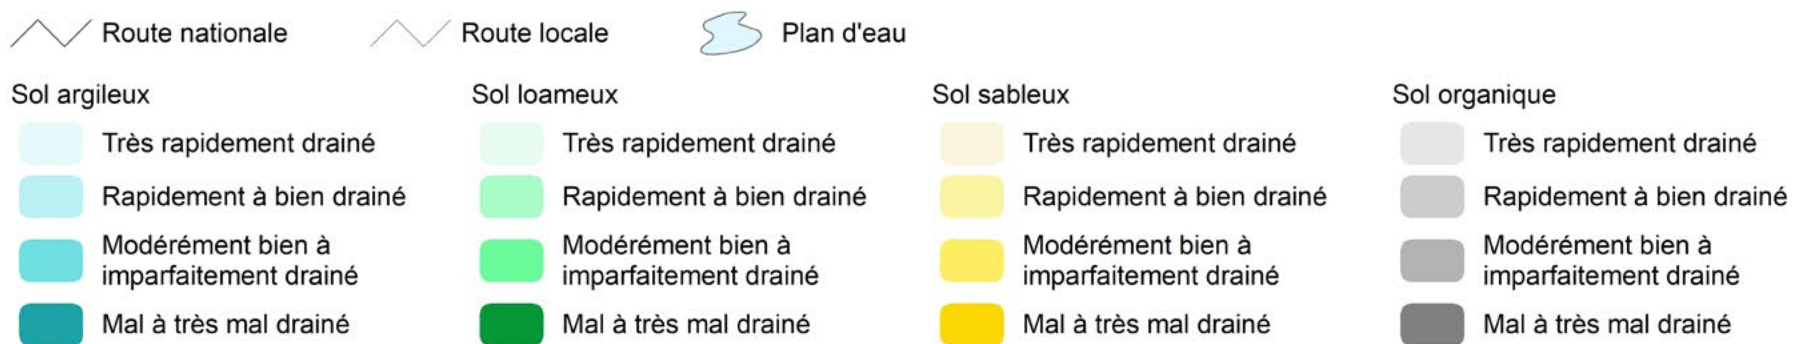 Route nationale
Route locale
Plan d'eau
Sol argileux
Très rapidement drainé
Rapidement à bien drainé
Modérément bien à
imparfaitement drainé
Mal à très mal drainé
Sol loameux
Très rapidement drainé
Rapidement à bien drainé
Modérément bien à
imparfaitement drainé
Mal à très mal drainé
Sol sableux
Très rapidement drainé
Rapidement à bien drainé
Modérément bien à
imparfaitement drainé
Mal à très mal drainé
Sol organique
Très rapidement drainé
Rapidement à bien drainé
Modérément bien à
imparfaitement drainé
Mal à très mal drainé